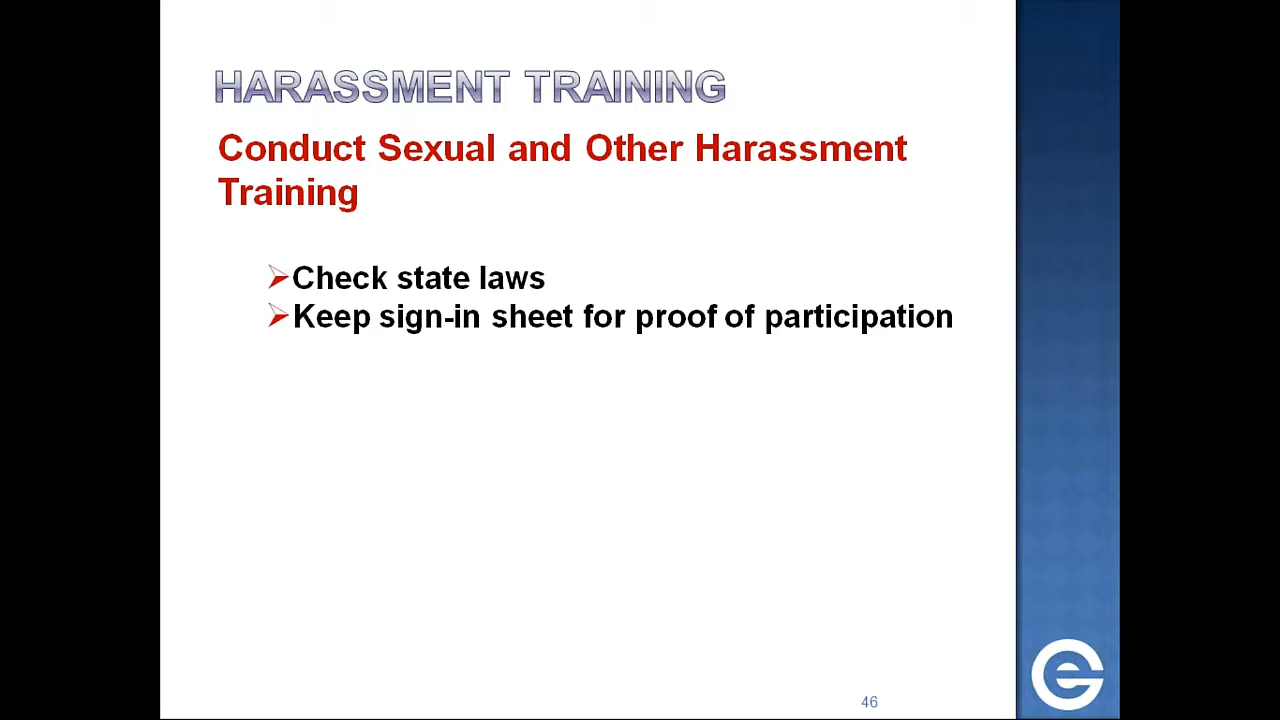 HARASSMENT TRAINING
Conduct Sexual and Other Harassment
Training
➢Check state laws
➢Keep sign-in sheet for proof of participation
46